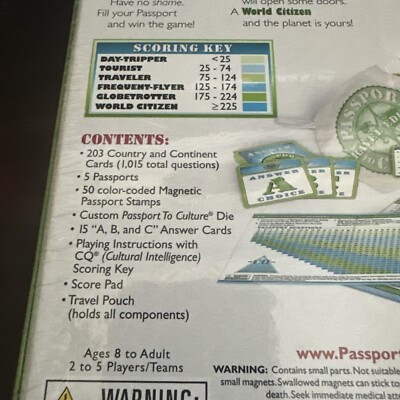 Have no shame.
Fill your Passport
and win the game!
will open some doors.
A World Citizen
and the planet is yours!
SCORING KEY
DAY-TRIPPER <25
TOURIST 25 - 74
TRAVELER 75 - 124
FREQUENT-FLYER 125 - 174
GLOBETROTTER 175 - 224
WORLD CITIZEN ≥225
CONTENTS:
• 203 Country and Continent
Cards (1,015 total questions)
• 5 Passports
• 50 color-coded Magnetic
Passport Stamps
• Custom Passport To Culture® Die
• 15 "A, B, and C" Answer Cards
• Playing Instructions with
CQ® (Cultural Intelligence)
Scoring Key
• Score Pad
• Travel Pouch
(holds all components)
Ages 8 to Adult
2 to 5 Players/Teams
ANSWER
A
CHOICE
PASSPORT
www.Passport
WARNING: Contains small parts. Not suitable
small magnets. Swallowed magnets can stick to
death. Seek immediate medical att
WARNING: